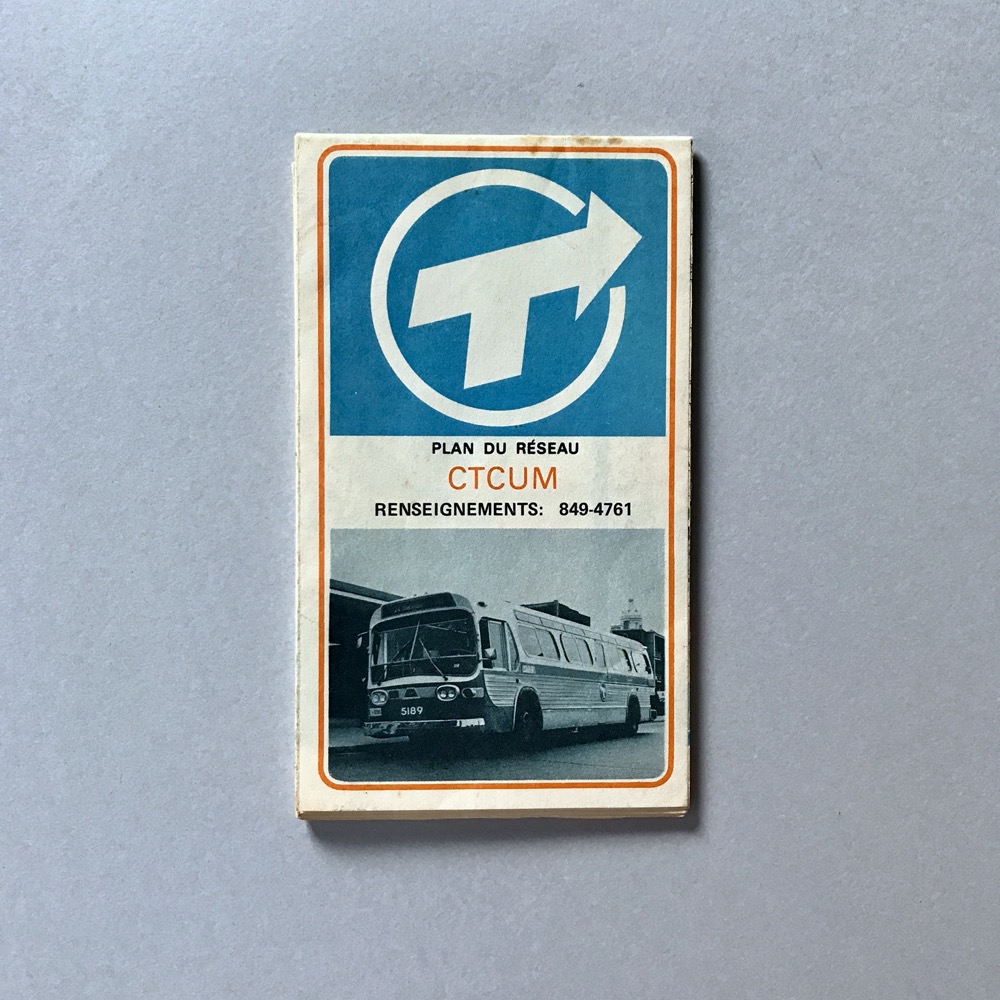 PLAN DU RÉSEAU
CTCUM
RENSEIGNEMENTS: 849-4761
5189